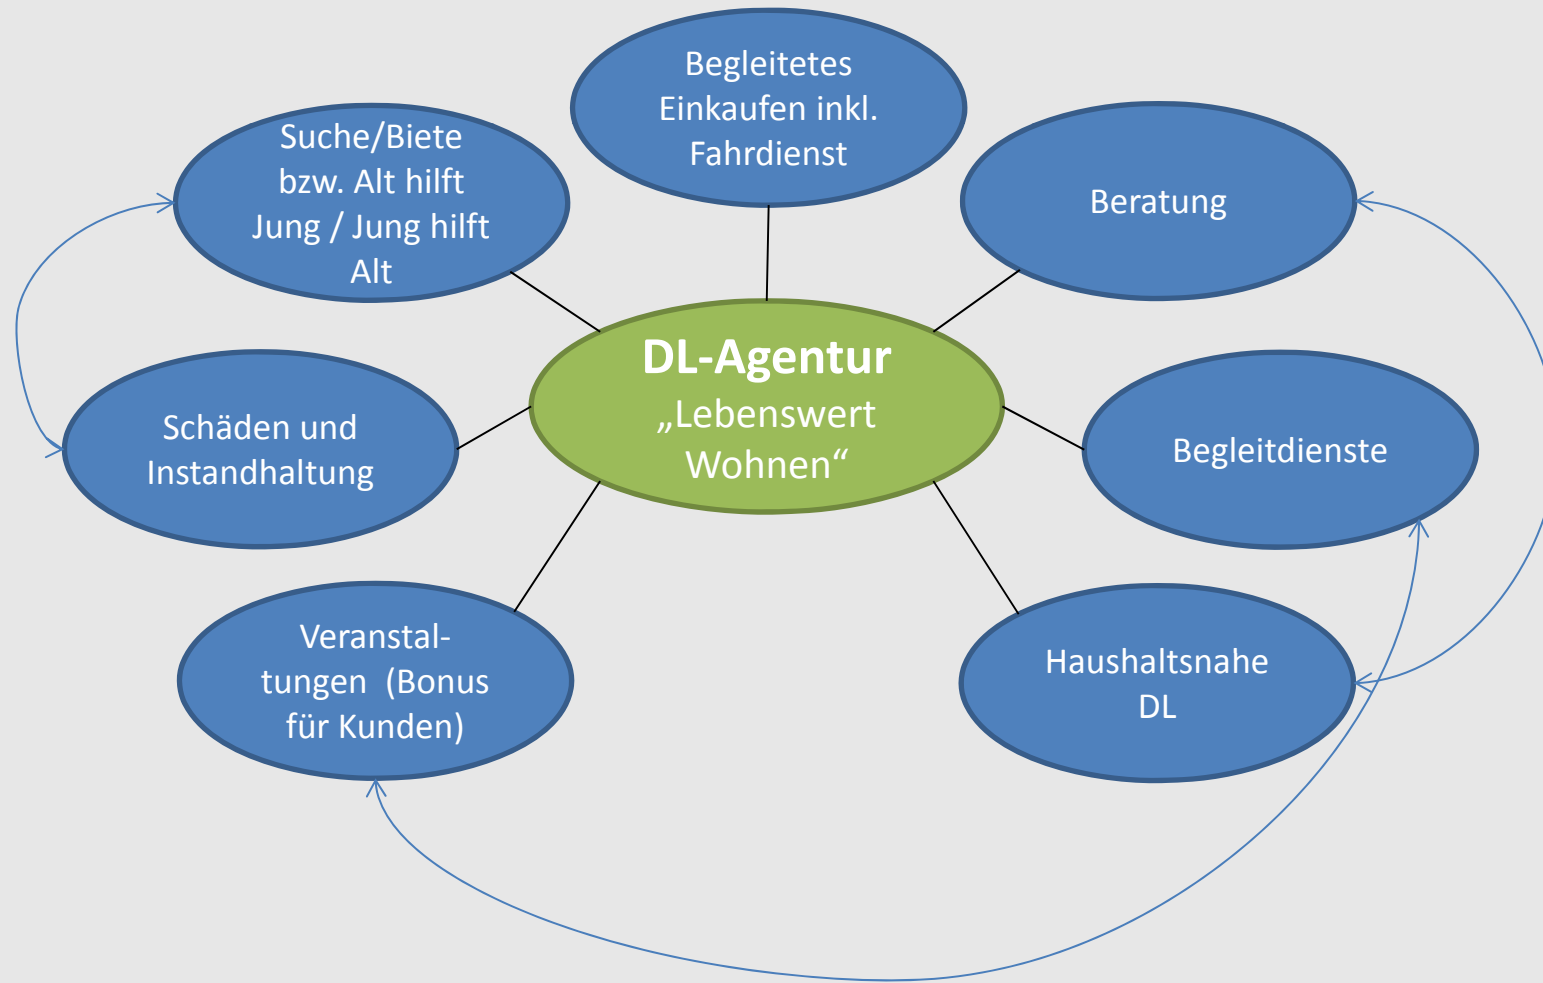 Begleitetes
Einkaufen inkl.
Fahrdienst
Suche/Biete
bzw. Alt hilft
Jung / Jung hilft
Alt
Beratung
DL-Agentur
„Lebenswert
Wohnen“
Schäden und
Instandhaltung
Begleitdienste
Veranstal-
tungen  (Bonus
für Kunden)
Haushaltsnahe
DL